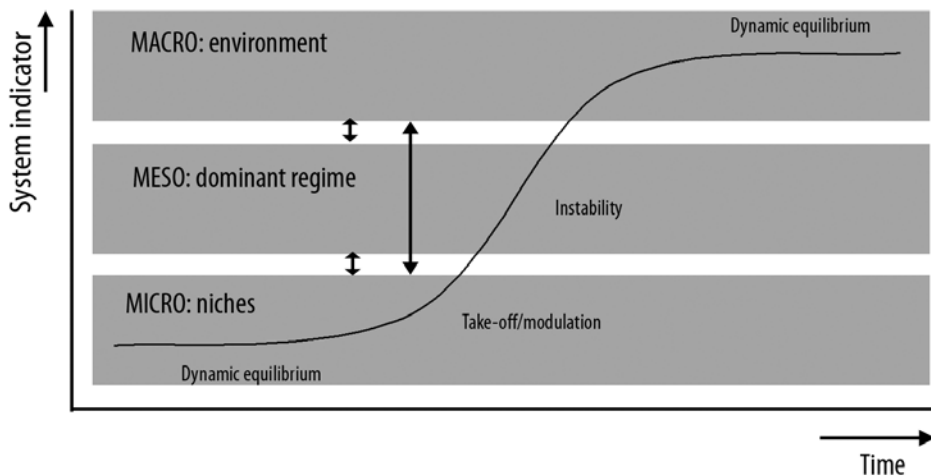 System indicator
MACRO: environment
Dynamic equilibrium
MESO: dominant regime
Instability
MICRO: niches
Take-off/modulation
Dynamic equilibrium
Time